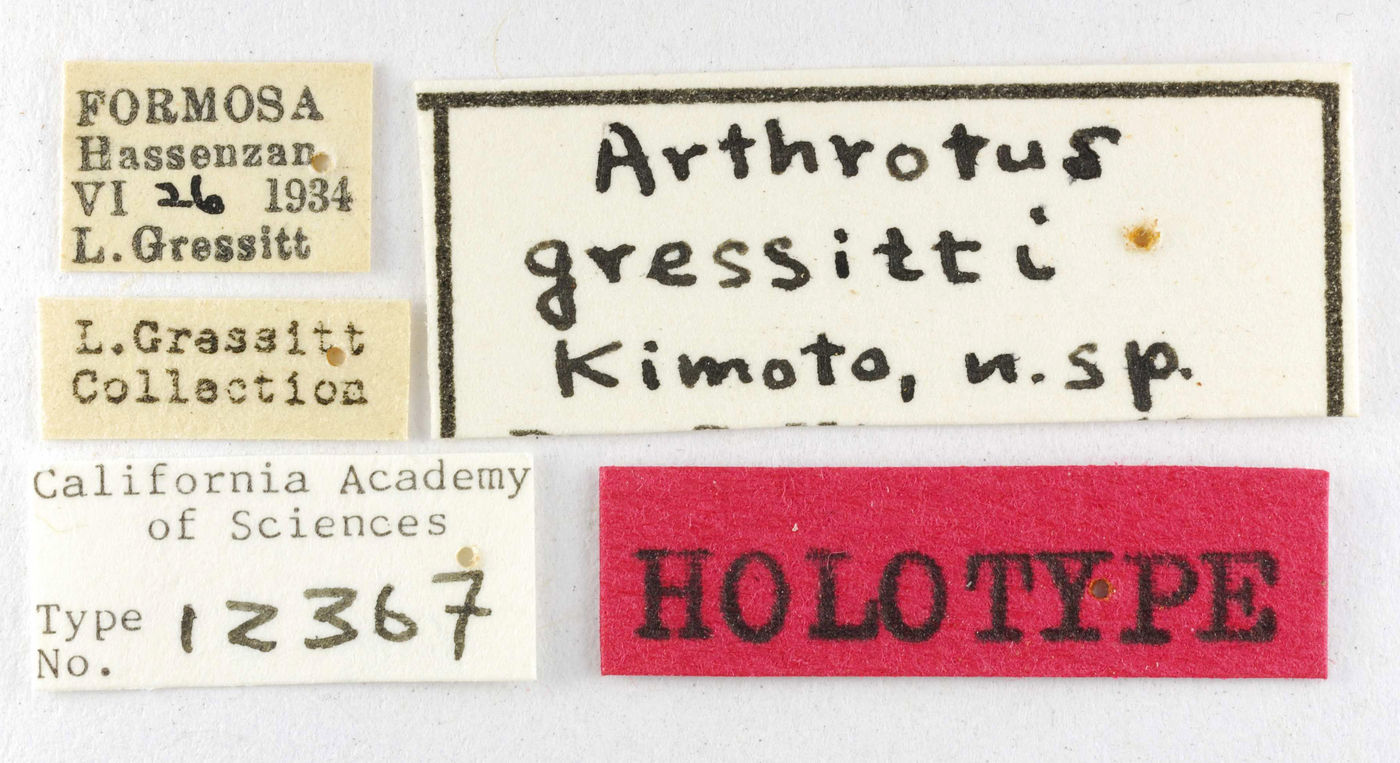 FORMOSA
Hassenzan
VI 26 1934
L. Gressitt
L. Gressitt
Collection
California Academy
of Sciences
Type
No. 12367
Arthrotus
gressitti
Kimoto, n. sp.
HOLOTYPE